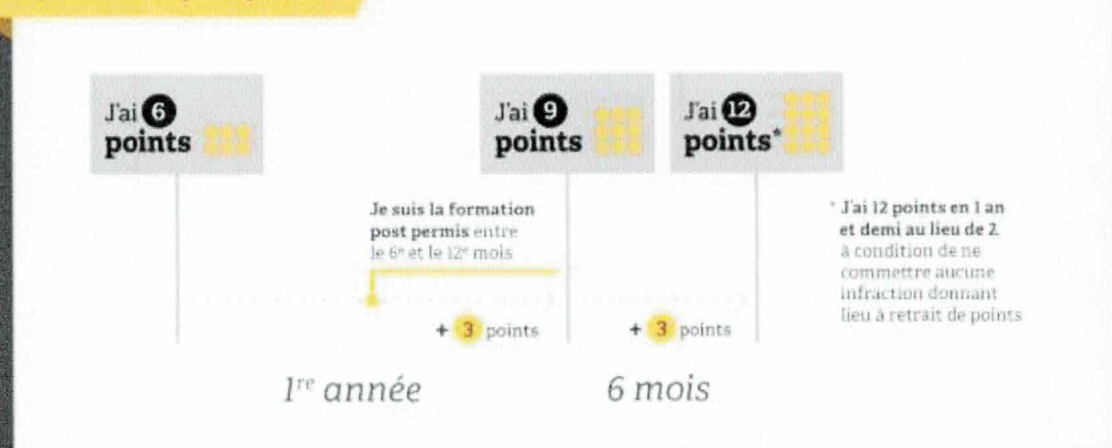 J'ai 6
points
J'ai 9
points
J'ai 12
points*
Je suis la formation
post permis entre
le 6e et le 12e mois
* J'ai 12 points en 1 an
et demi au lieu de 2
à condition de ne
commettre aucune
infraction donnant
lieu à retrait de points
+ 3 points
+ 3 points
1re année
6 mois